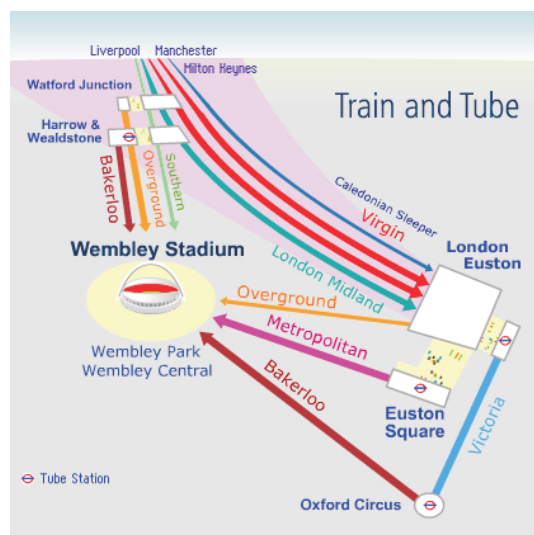 Liverpool
Manchester
Milton Keynes
Watford Junction
Train and Tube
Harrow &
Wealdstone
Bakerloo
Overground
Southern
Caledonian Sleeper
Virgin
London Midland
London
Euston
Wembley Stadium
Overground
Metropolitan
Bakerloo
Wembley Park
Wembley Central
Euston
Square
Victoria
Tube Station
Oxford Circus